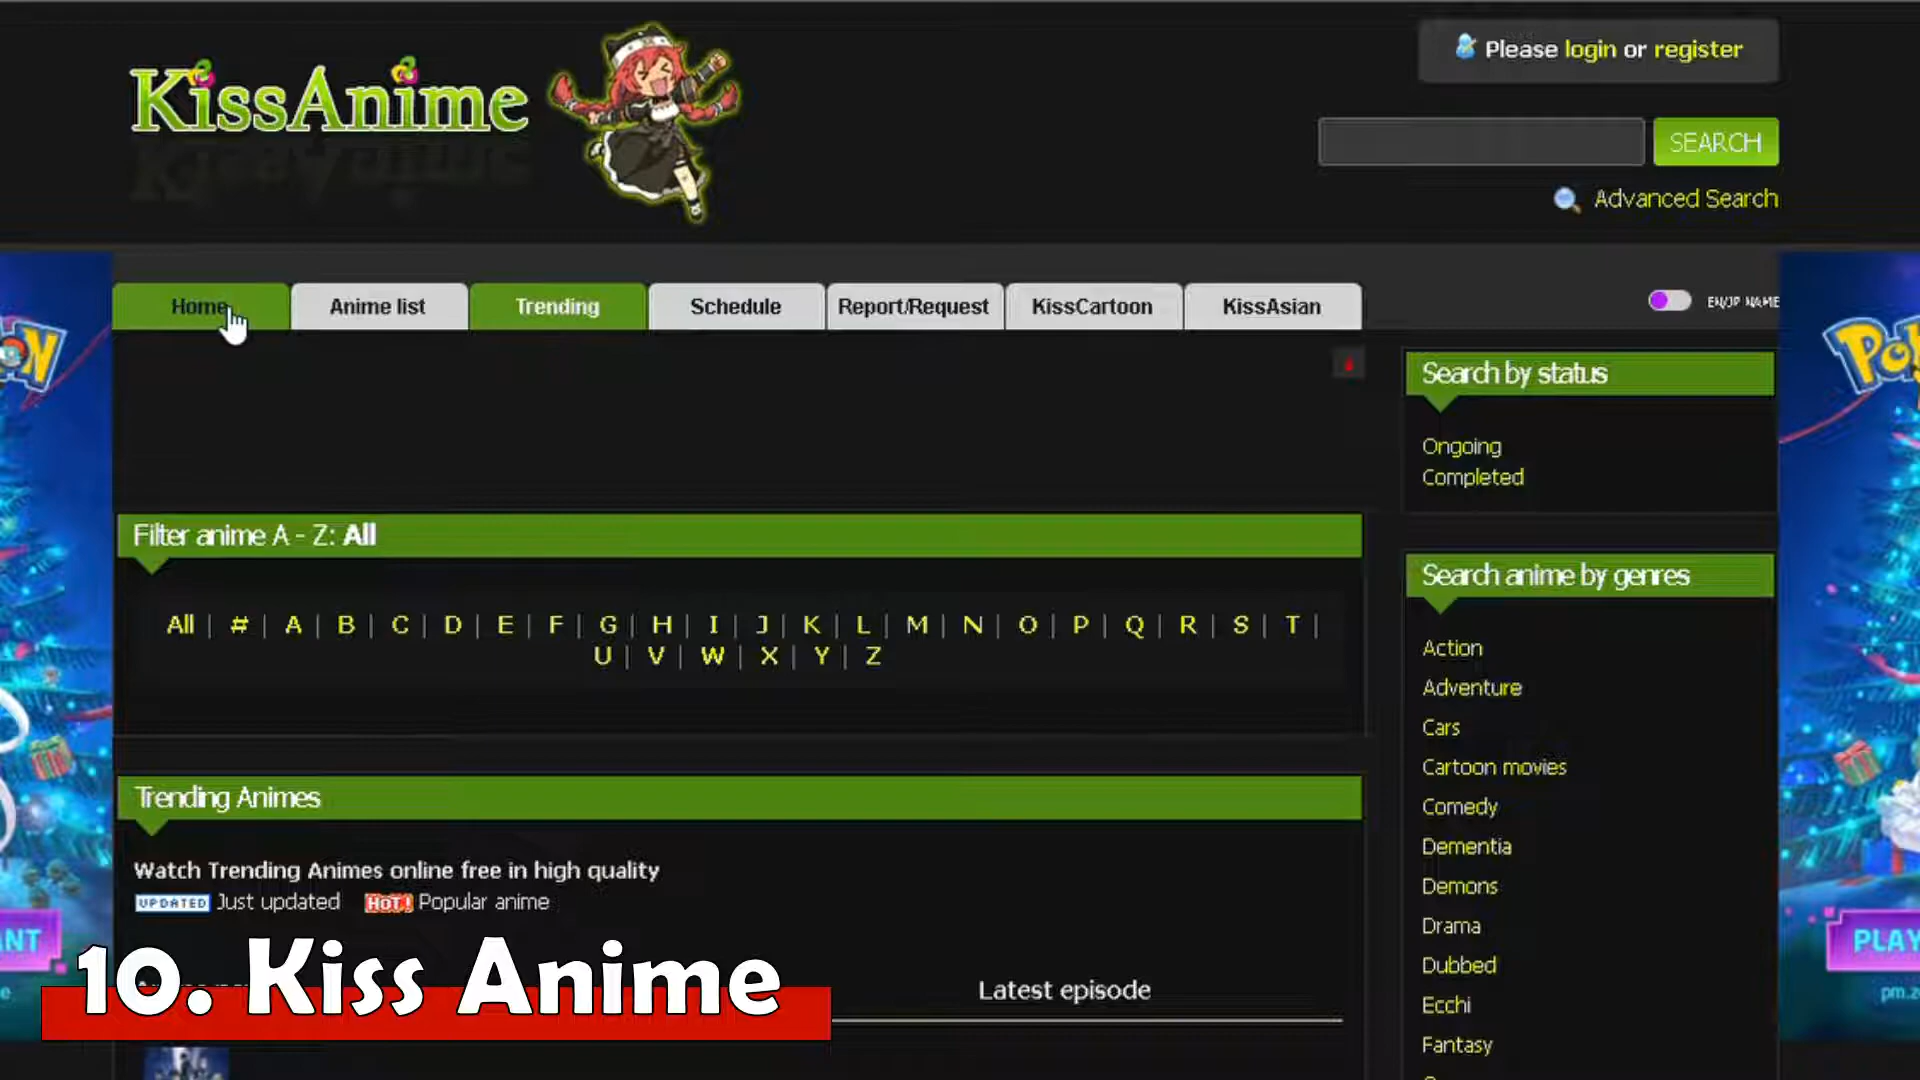 KissAnime
Please login or register
SEARCH
Advanced Search
Home
Anime list
Trending
Schedule
Report/Request
KissCartoon
KissAsian
EN/JP NAME
Search by status
Ongoing
Completed
Filter anime A - Z: All
All | # | A | B | C | D | E | F | G | H | I | J | K | L | M | N | O | P | Q | R | S | T |
U | V | W | X | Y | Z
Search anime by genres
Action
Adventure
Cars
Cartoon movies
Comedy
Dementia
Demons
Drama
Dubbed
Ecchi
Fantasy
Trending Animes
Watch Trending Animes online free in high quality
UPDATED Just updated HOT! Popular anime
Latest episode
10. Kiss Anime